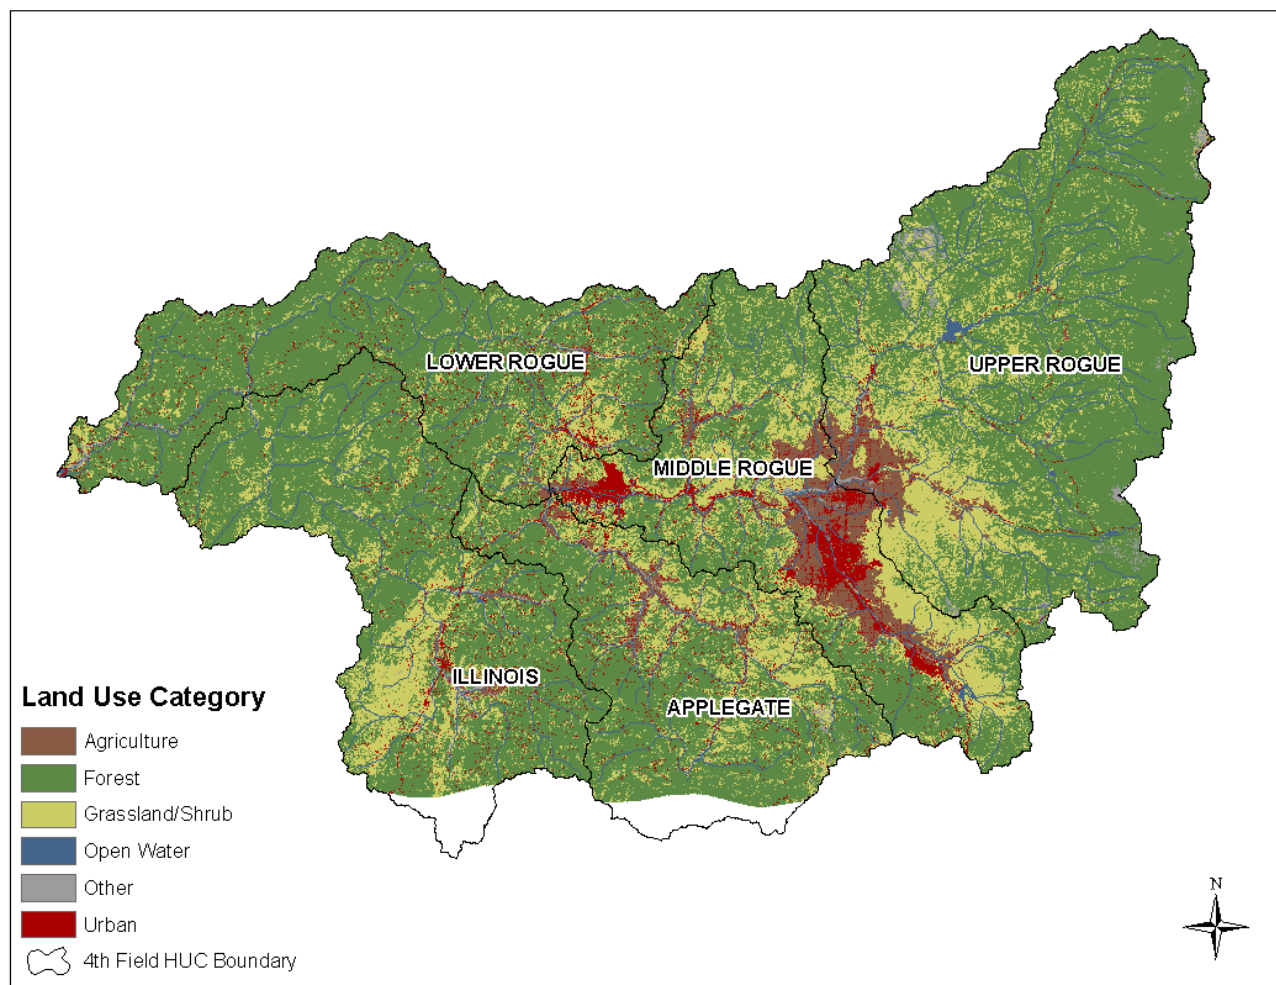 LOWER ROGUE
UPPER ROGUE
MIDDLE ROGUE
ILLINOIS
APPLEGATE
Land Use Category
Agriculture
Forest
Grassland/Shrub
Open Water
Other
Urban
4th Field HUC Boundary
N